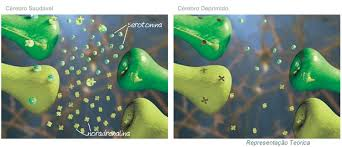 Cérebro Saudável
Cérebro Deprimido
serotonina
noradrenalina
Representação Teórica